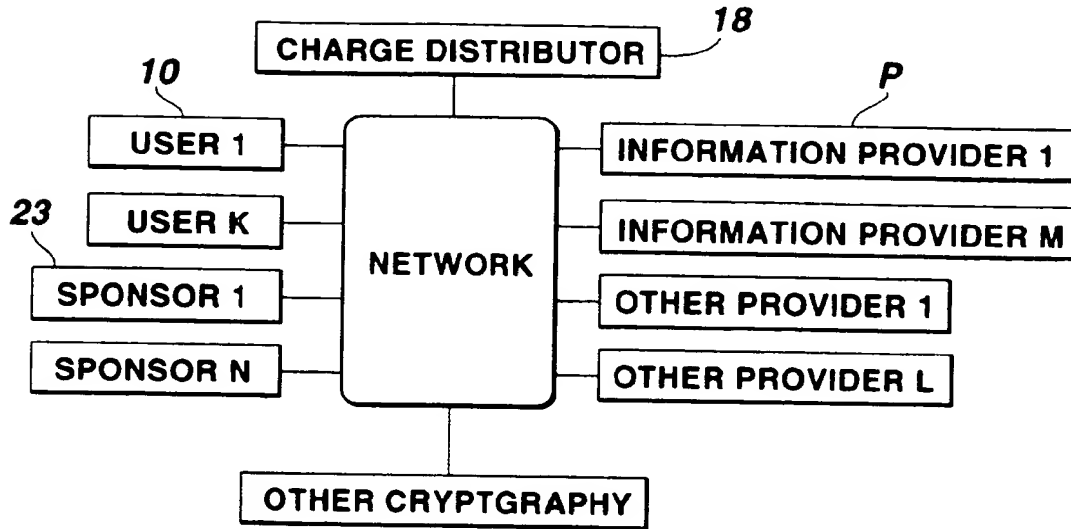 CHARGE DISTRIBUTOR
18
10
P
USER 1
INFORMATION PROVIDER 1
USER K
INFORMATION PROVIDER M
23
NETWORK
SPONSOR 1
OTHER PROVIDER 1
SPONSOR N
OTHER PROVIDER L
OTHER CRYPTGRAPHY